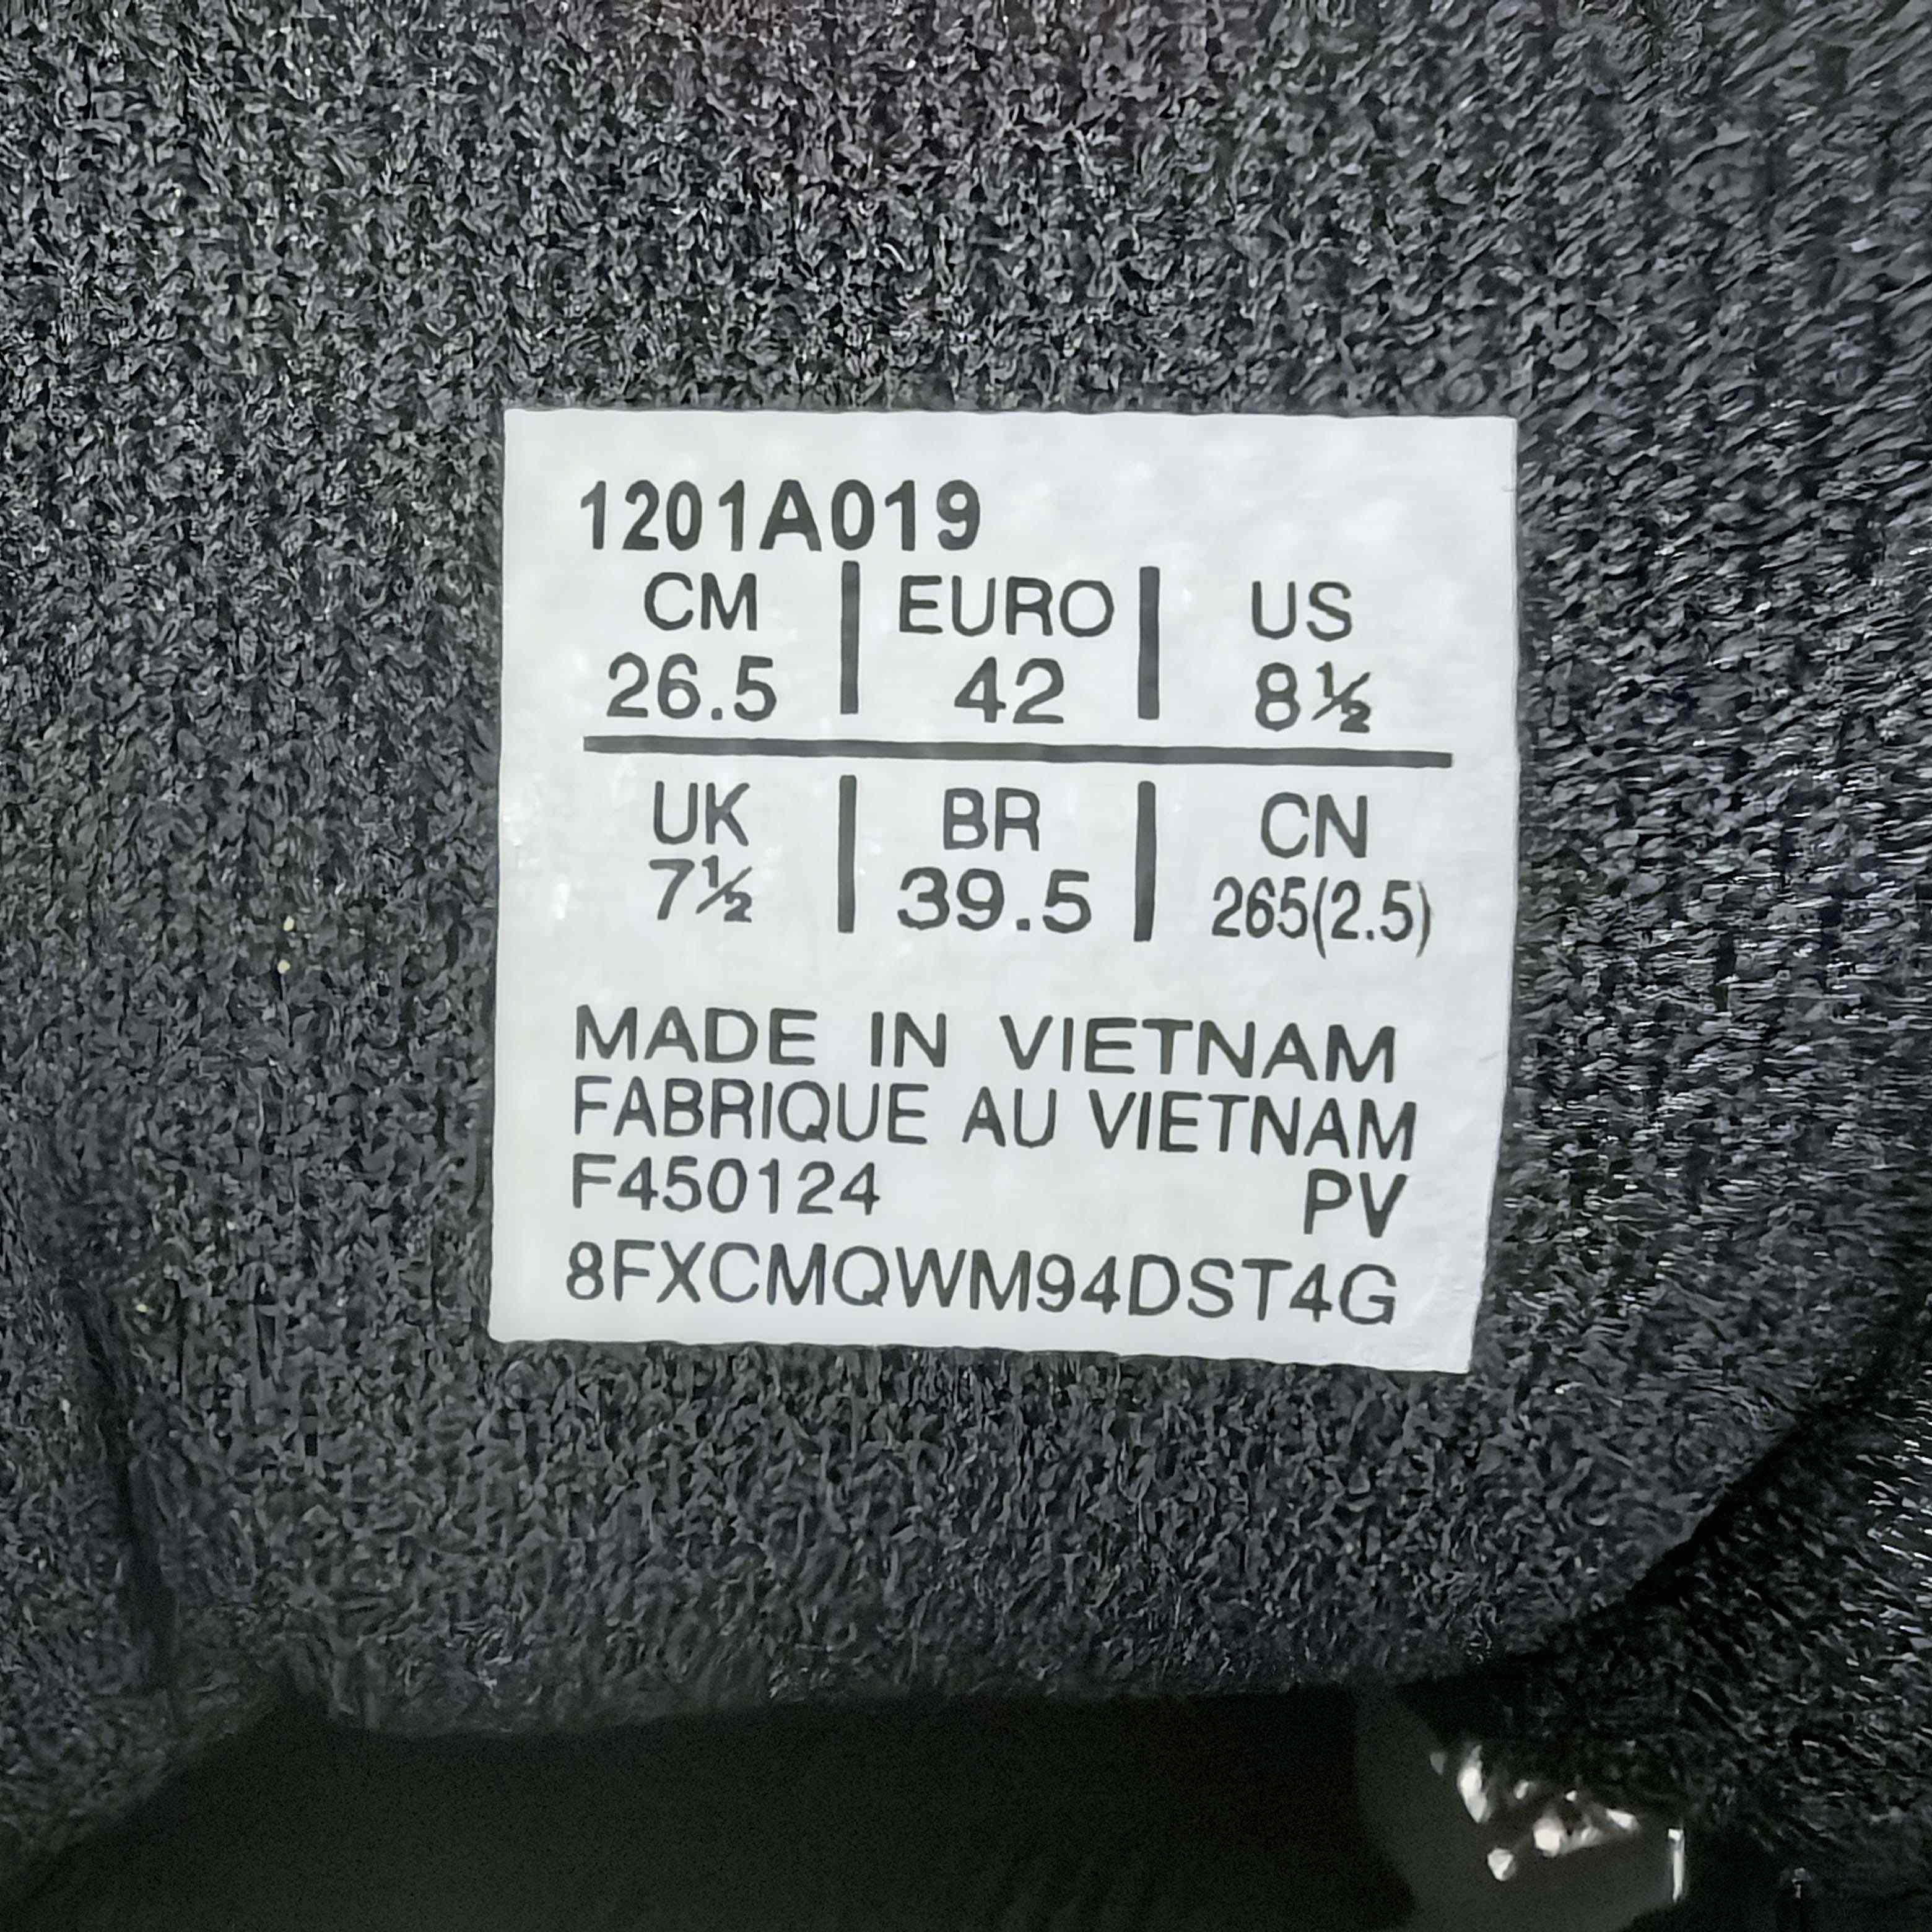 1201A019
CM | EURO | US
26.5 | 42 | 8½
UK | BR | CN
7½ | 39.5 | 265(2.5)
MADE IN VIETNAM
FABRIQUE AU VIETNAM
F450124 PV
8FXCMQWM94DST4G